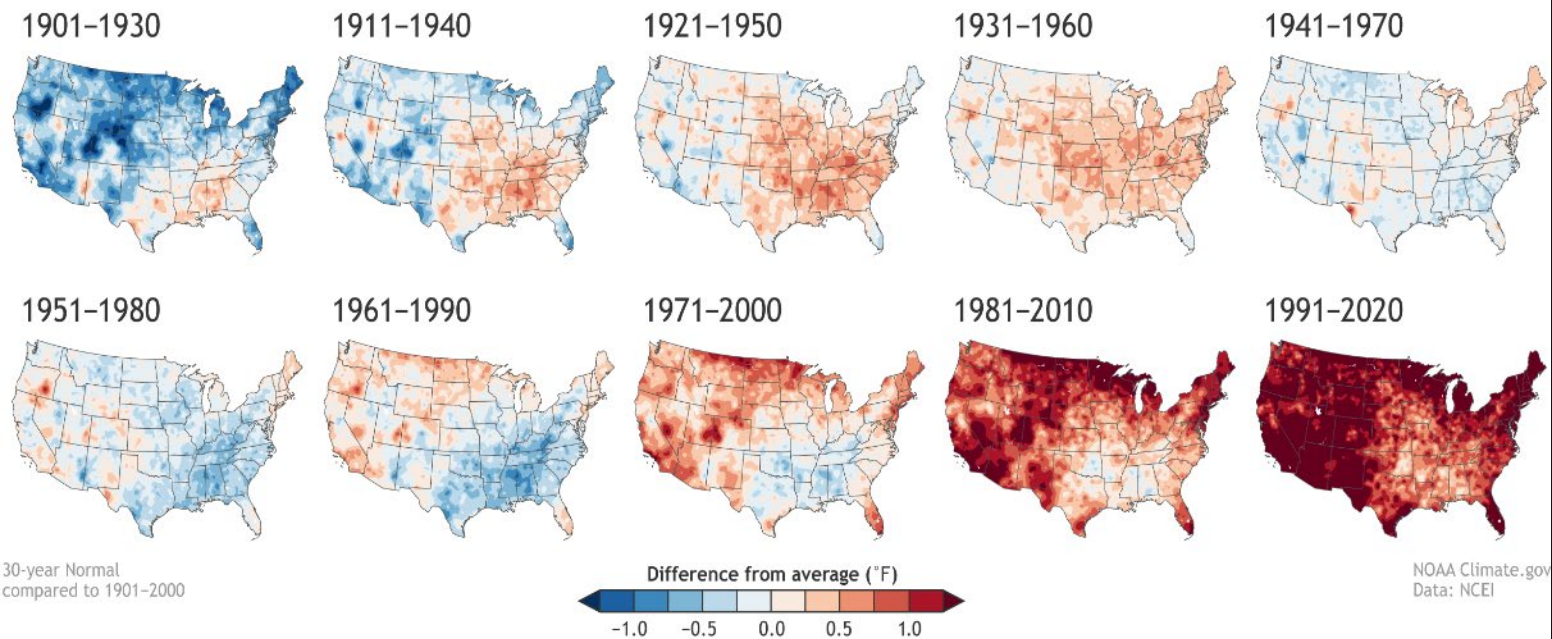 1901–1930
1911–1940
1921–1950
1931–1960
1941–1970
1951–1980
1961–1990
1971–2000
1981–2010
1991–2020
30-year Normal
compared to 1901–2000
Difference from average (°F)
−1.0 −0.5 0.0 0.5 1.0
NOAA Climate.gov
Data: NCEI